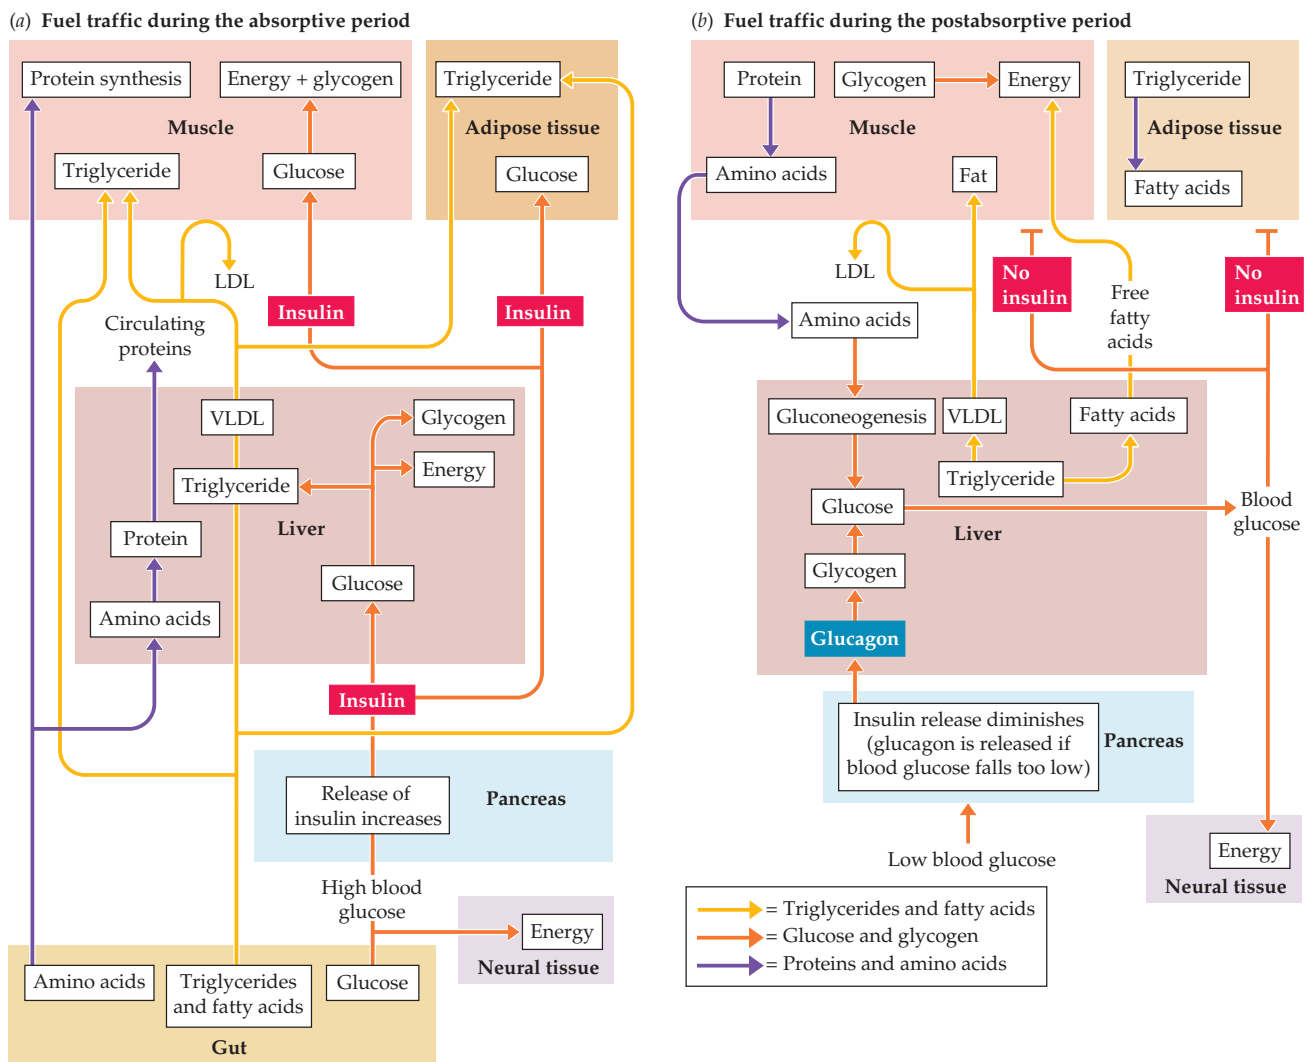 (a) Fuel traffic during the absorptive period
Protein synthesis
Energy + glycogen
Triglyceride
Muscle
Adipose tissue
Triglyceride
Glucose
Glucose
LDL
Insulin
Insulin
Circulating
proteins
VLDL
Glycogen
Energy
Triglyceride
Liver
Protein
Glucose
Amino acids
Insulin
Release of
insulin increases
Pancreas
High blood
glucose
Energy
Neural tissue
Amino acids
Triglycerides
and fatty acids
Glucose
Gut
(b) Fuel traffic during the postabsorptive period
Protein
Glycogen
Energy
Triglyceride
Muscle
Adipose tissue
Amino acids
Fat
Fatty acids
LDL
No
insulin
No
insulin
Free
fatty
acids
Amino acids
Gluconeogenesis
VLDL
Fatty acids
Triglyceride
Glucose
Blood
glucose
Liver
Glycogen
Glucagon
Insulin release diminishes
(glucagon is released if
blood glucose falls too low)
Pancreas
Low blood glucose
Energy
Neural tissue
= Triglycerides and fatty acids
= Glucose and glycogen
= Proteins and amino acids